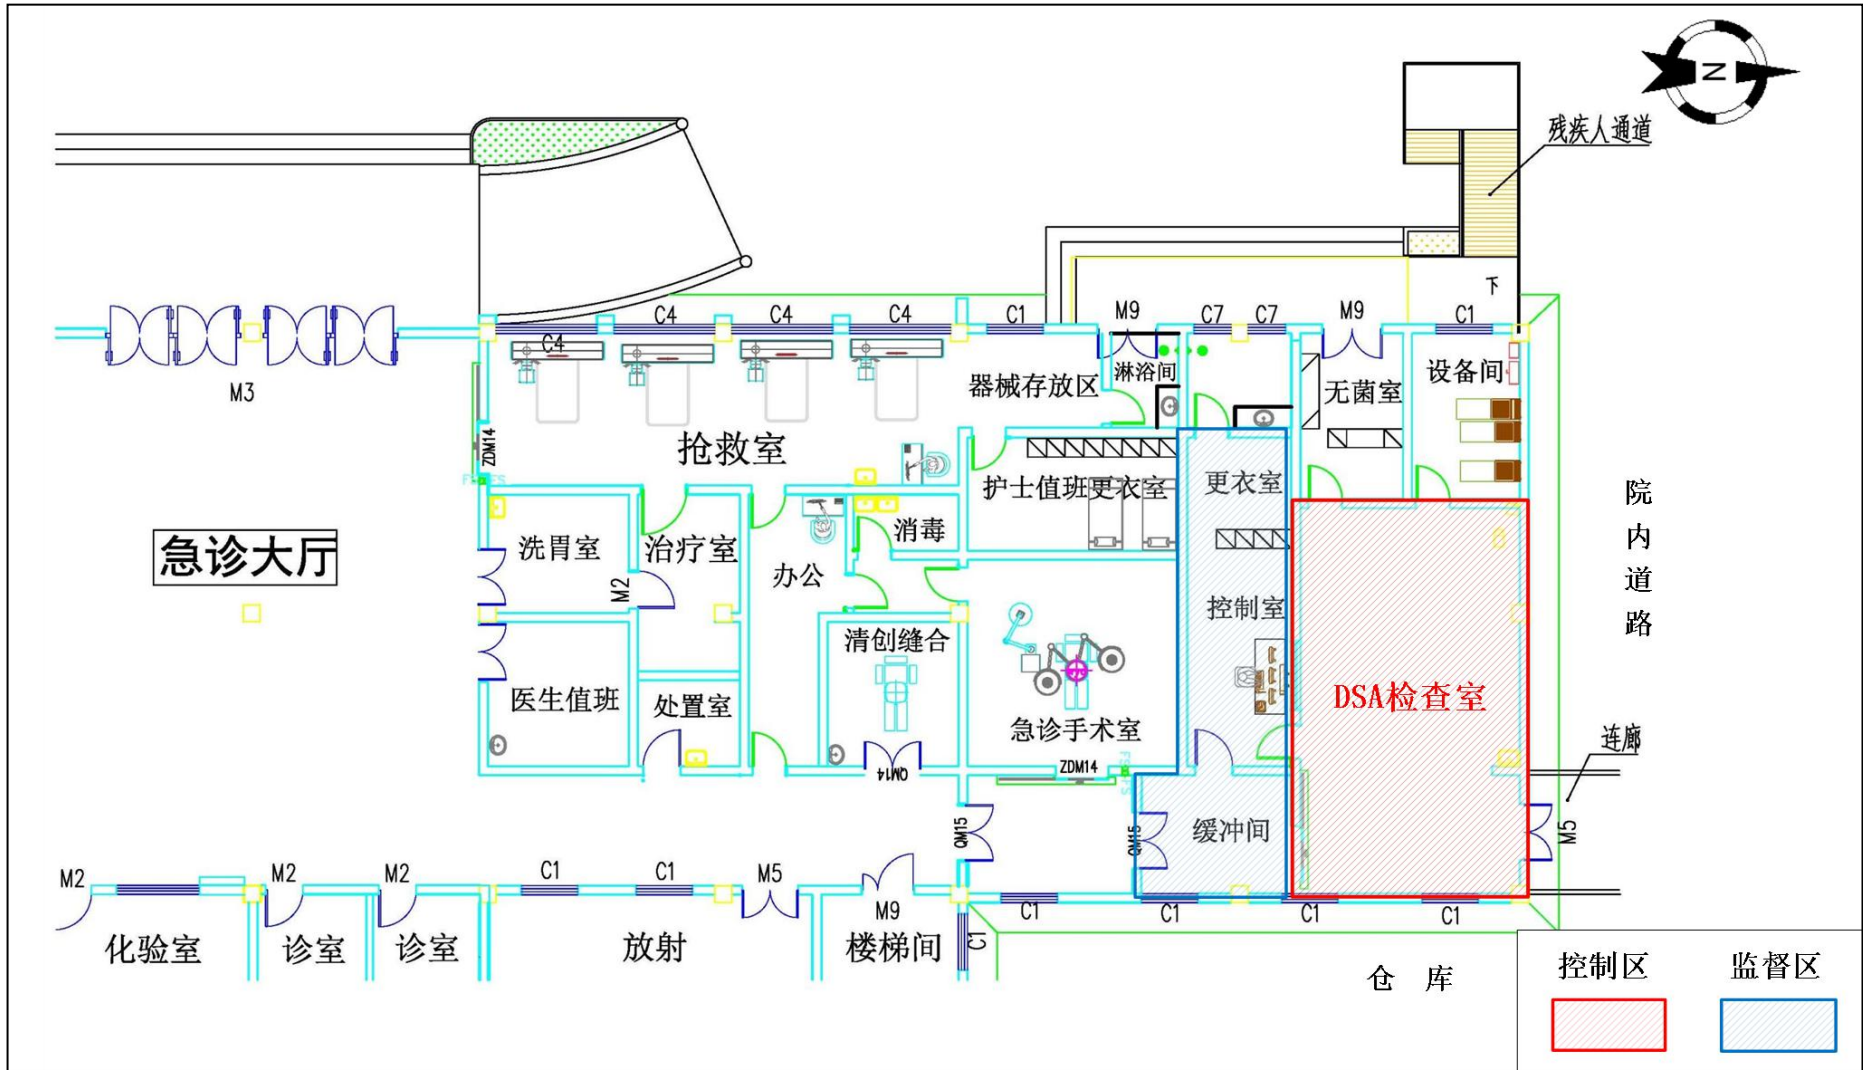 N
残疾人通道
下
C4
C4
C4
C1
M9
C7
C7
M9
C1
C4
M3
淋浴间
设备间
器械存放区
无菌室
ZDM14
抢救室
护士值班更衣室
更衣室
院内道路
消毒
洗胃室
治疗室
急诊大厅
办公
M2
控制室
清创缝合
医生值班
处置室
DSA检查室
急诊手术室
连廊
ZDM14
QM14
QM15
QM15
缓冲间
M5
M2
M2
M2
C1
C1
M5
M9
C1
C1
C1
C1
C1
化验室
诊室
诊室
放射
楼梯间
仓库
控制区
监督区